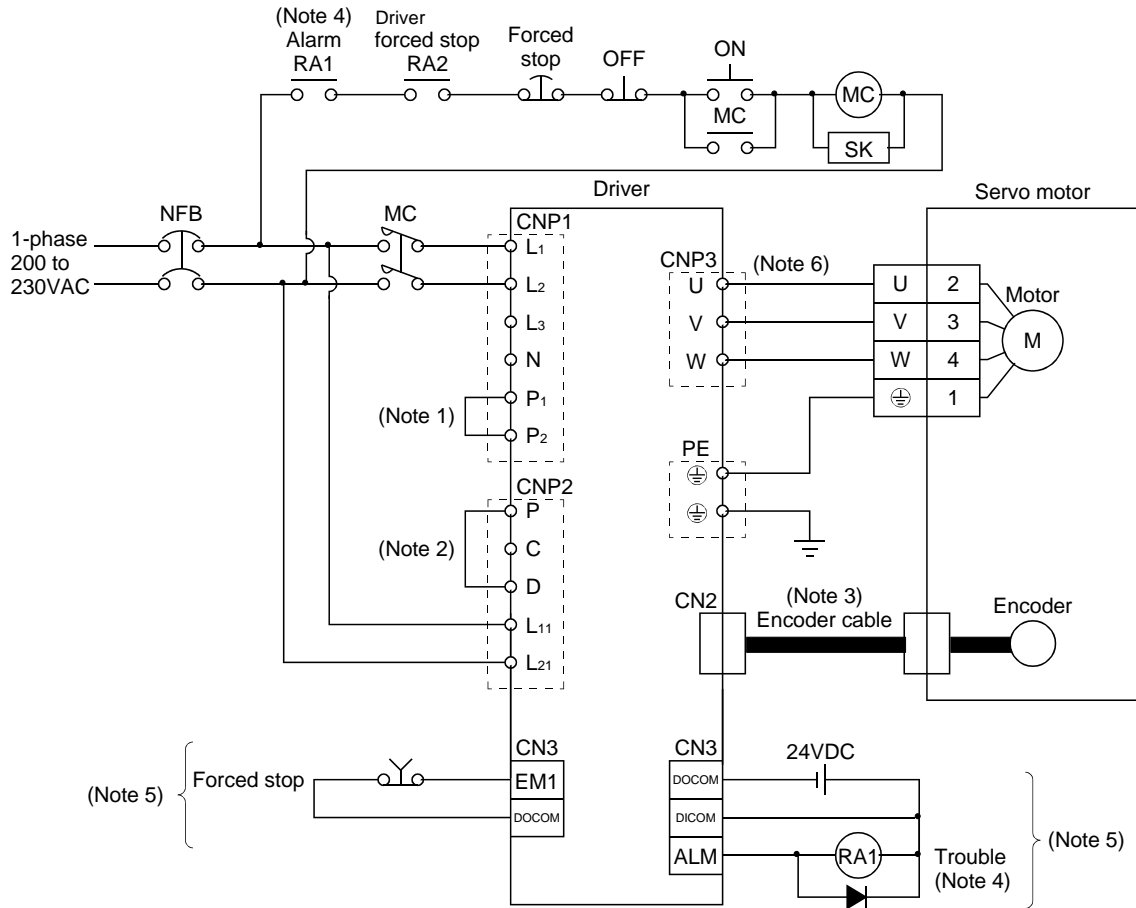 (Note 4)
Alarm
RA1
Driver
forced stop
RA2
Forced
stop
OFF
ON
MC
MC
SK
NFB
MC
1-phase
200 to
230VAC
Driver
Servo motor
CNP1
L1
L2
L3
N
P1
P2
(Note 1)
CNP2
P
C
D
L11
L21
(Note 2)
CNP3
U
V
W
(Note 6)
U 2
V 3
W 4
1
Motor
M
PE
CN2
(Note 3)
Encoder cable
Encoder
(Note 5)
Forced stop
CN3
EM1
DOCOM
CN3
DOCOM
DICOM
ALM
24VDC
RA1
Trouble
(Note 4)
(Note 5)